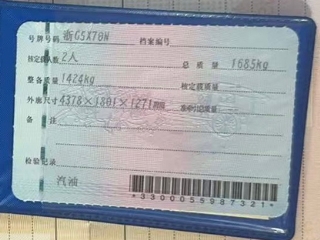 号牌号码 浙G5X70N 档案编号
核定载人数 2人 总质量 1685kg
整备质量 1424kg 核定载质量
外廓尺寸 4378×1801×1271mm 准牵引总质量
备注
检验记录
汽油
*3300055987321*